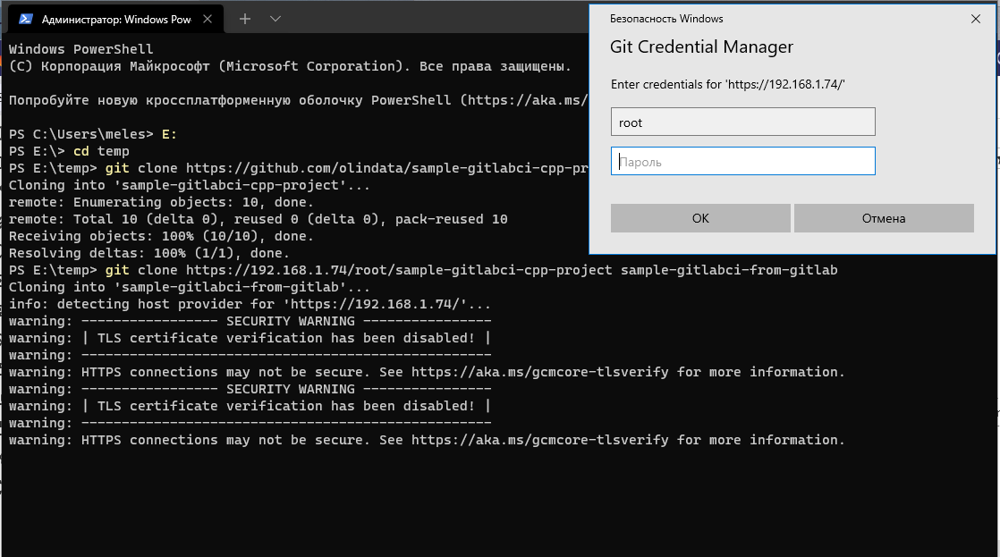 Администратор: Windows Pow
Windows PowerShell
(C) Корпорация Майкрософт (Microsoft Corporation). Все права защищены.
Попробуйте новую кроссплатформенную оболочку PowerShell (https://aka.ms/
PS C:\Users\meles> E:
PS E:\> cd temp
PS E:\temp> git clone https://github.com/olindata/sample-gitlabci-cpp-pr
Cloning into 'sample-gitlabci-cpp-project'...
remote: Enumerating objects: 10, done.
remote: Total 10 (delta 0), reused 0 (delta 0), pack-reused 10
Receiving objects: 100% (10/10), done.
Resolving deltas: 100% (1/1), done.
PS E:\temp> git clone https://192.168.1.74/root/sample-gitlabci-cpp-project sample-gitlabci-from-gitlab
Cloning into 'sample-gitlabci-from-gitlab'...
info: detecting host provider for 'https://192.168.1.74/'...
warning: ----------------- SECURITY WARNING ----------------
warning: | TLS certificate verification has been disabled! |
warning: ---------------------------------------------------
warning: HTTPS connections may not be secure. See https://aka.ms/gcmcore-tlsverify for more information.
warning: ----------------- SECURITY WARNING ----------------
warning: | TLS certificate verification has been disabled! |
warning: ---------------------------------------------------
warning: HTTPS connections may not be secure. See https://aka.ms/gcmcore-tlsverify for more information.
Безопасность Windows
Git Credential Manager
Enter credentials for 'https://192.168.1.74/'
root
Пароль
OK
Отмена